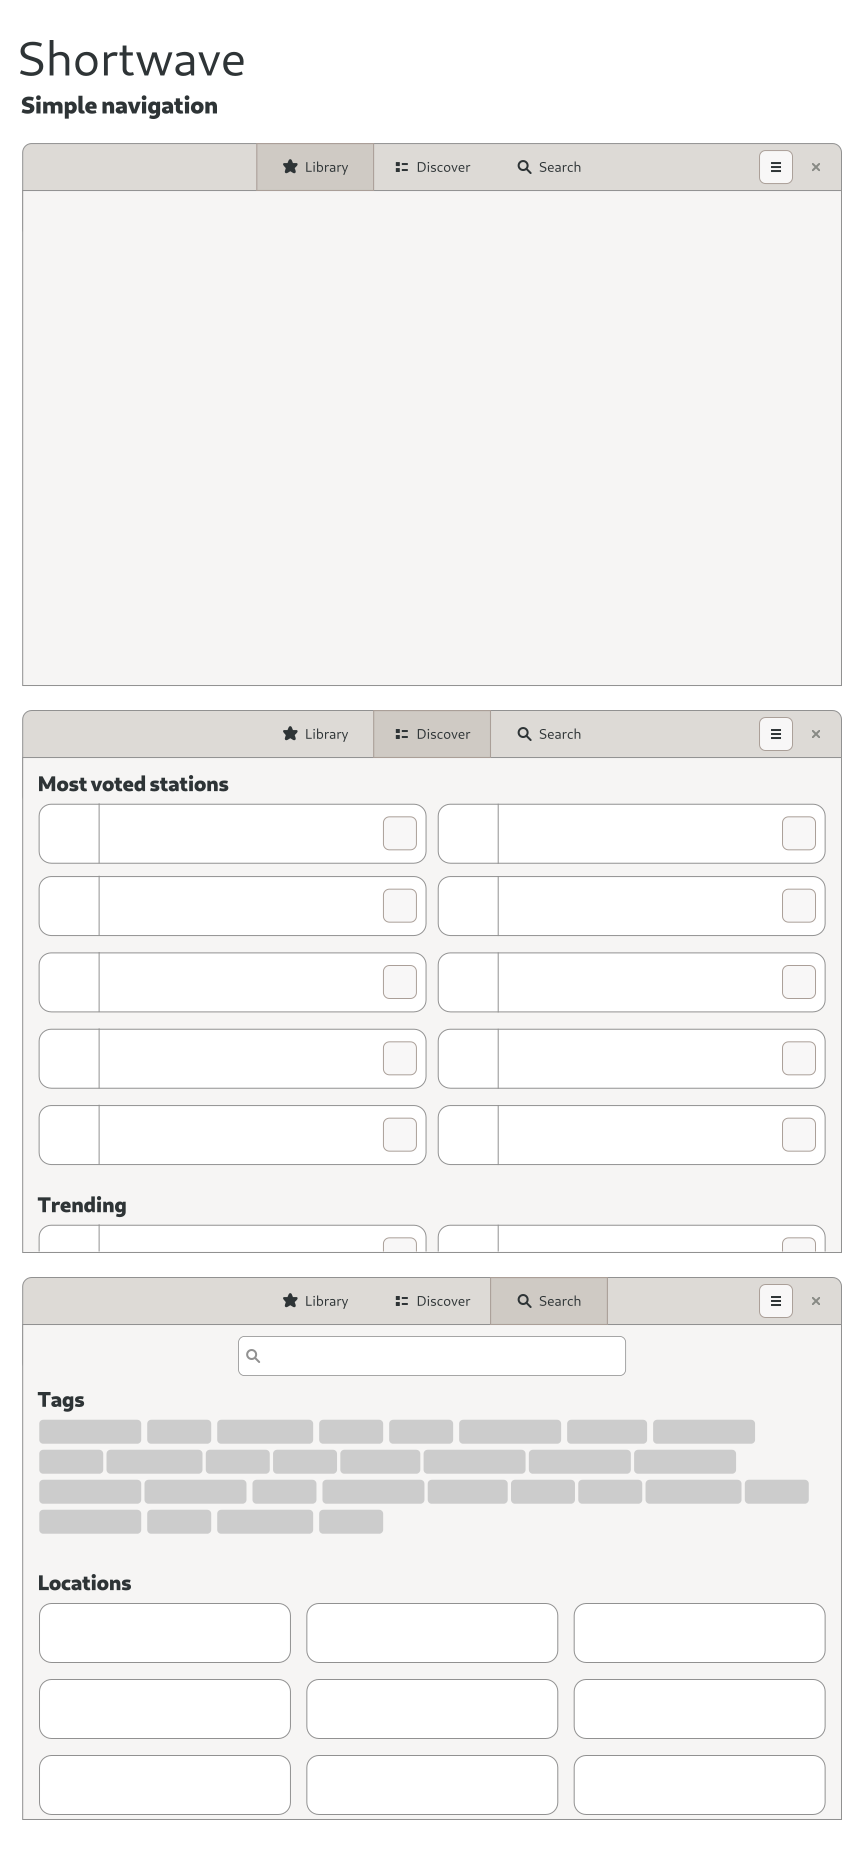 Shortwave
Simple navigation
Library Discover Search
Library Discover Search
Most voted stations
Trending
Library Discover Search
Tags
Locations